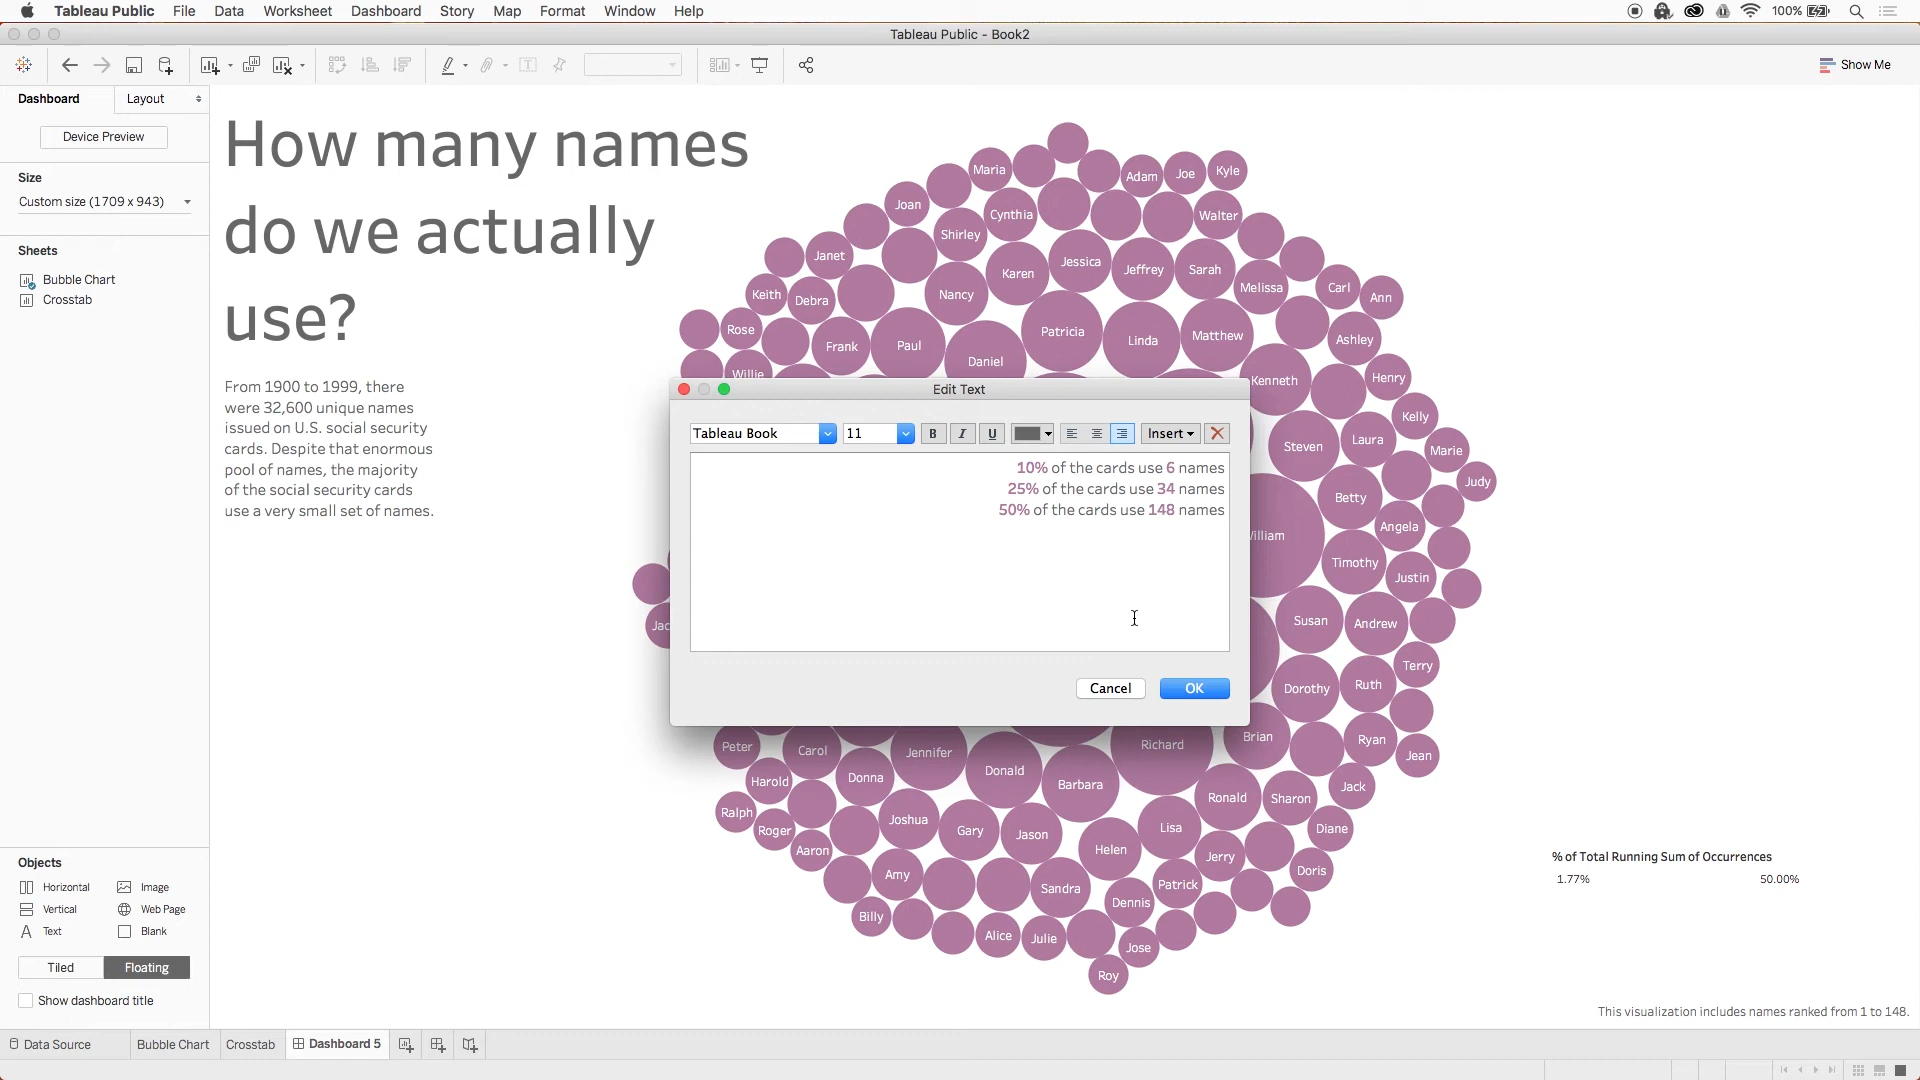 Tableau Public File Data Worksheet Dashboard Story Map Format Window Help 100%
Tableau Public - Book2
Show Me
Dashboard Layout
Device Preview
Size
Custom size (1709 x 943)
Sheets
Bubble Chart
Crosstab
How many names
do we actually
use?
From 1900 to 1999, there
were 32,600 unique names
issued on U.S. social security
cards. Despite that enormous
pool of names, the majority
of the social security cards
use a very small set of names.
Maria
Adam
Joe
Kyle
Joan
Cynthia
Walter
Shirley
Janet
Jessica
Karen
Jeffrey
Sarah
Melissa
Carl
Ann
Keith
Debra
Nancy
Rose
Frank
Paul
Daniel
Patricia
Linda
Matthew
Ashley
Willie
Kenneth
Henry
Kelly
Steven
Laura
Marie
Judy
Betty
Angela
William
Timothy
Justin
Jac
Susan
Andrew
Terry
Dorothy
Ruth
Edit Text
Tableau Book 11 B I U Insert
10% of the cards use 6 names
25% of the cards use 34 names
50% of the cards use 148 names
Cancel OK
Peter
Carol
Jennifer
Richard
Brian
Ryan
Jean
Harold
Donna
Donald
Barbara
Ronald
Sharon
Jack
Ralph
Roger
Joshua
Gary
Jason
Lisa
Diane
Aaron
Helen
Jerry
Doris
Amy
Sandra
Patrick
Billy
Dennis
Alice
Julie
Jose
Roy
% of Total Running Sum of Occurrences
1.77% 50.00%
This visualization includes names ranked from 1 to 148.
Objects
Horizontal Image
Vertical Web Page
A Text Blank
Tiled Floating
Show dashboard title
Data Source Bubble Chart Crosstab Dashboard 5